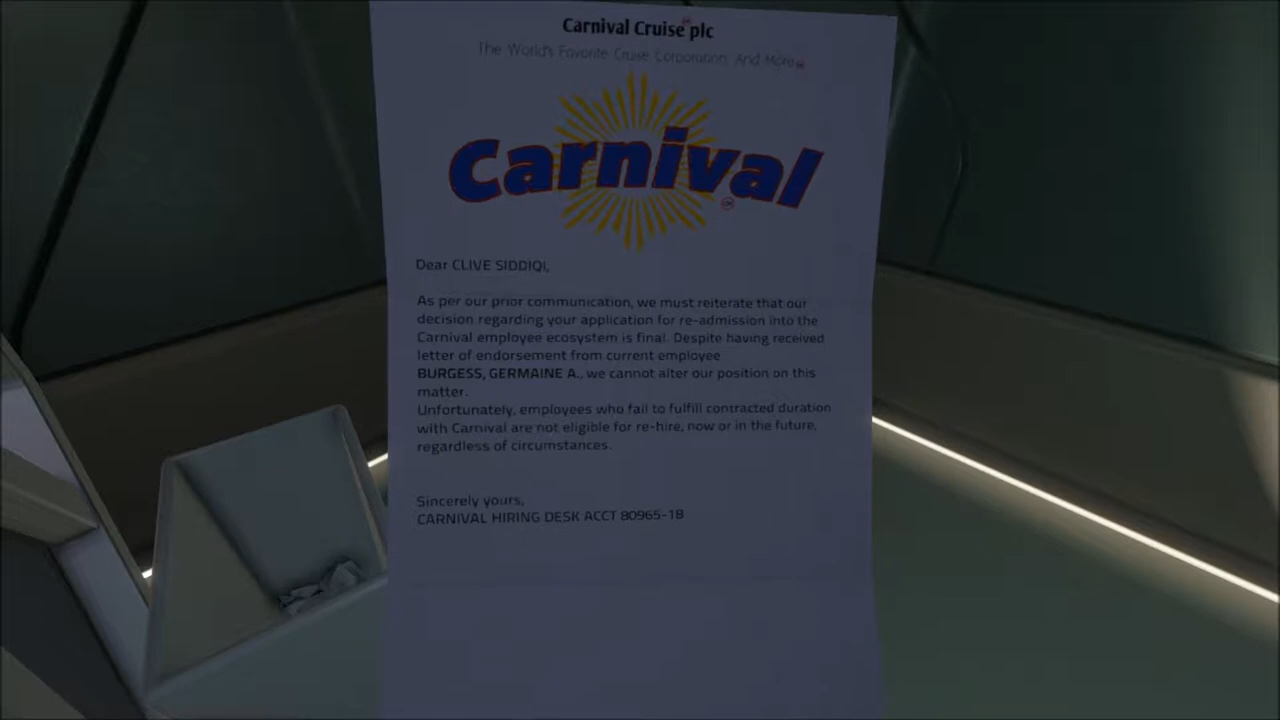 Carnival Cruise plc
The World's Favorite Cruise Corporation. And More
Carnival
Dear CLIVE SIDDIQI,
As per our prior communication, we must reiterate that our
decision regarding your application for re-admission into the
Carnival employee ecosystem is final. Despite having received
letter of endorsement from current employee
BURGESS, GERMAINE A., we cannot alter our position on this
matter.
Unfortunately, employees who fail to fulfill contracted duration
with Carnival are not eligible for re-hire, now or in the future,
regardless of circumstances.
Sincerely yours,
CARNIVAL HIRING DESK ACCT 80965-18